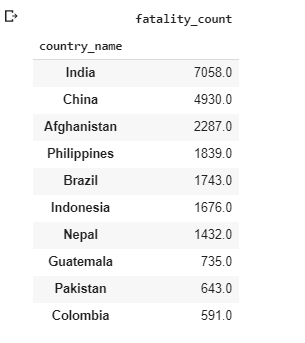 fatality_count
country_name
India 7058.0
China 4930.0
Afghanistan 2287.0
Philippines 1839.0
Brazil 1743.0
Indonesia 1676.0
Nepal 1432.0
Guatemala 735.0
Pakistan 643.0
Colombia 591.0